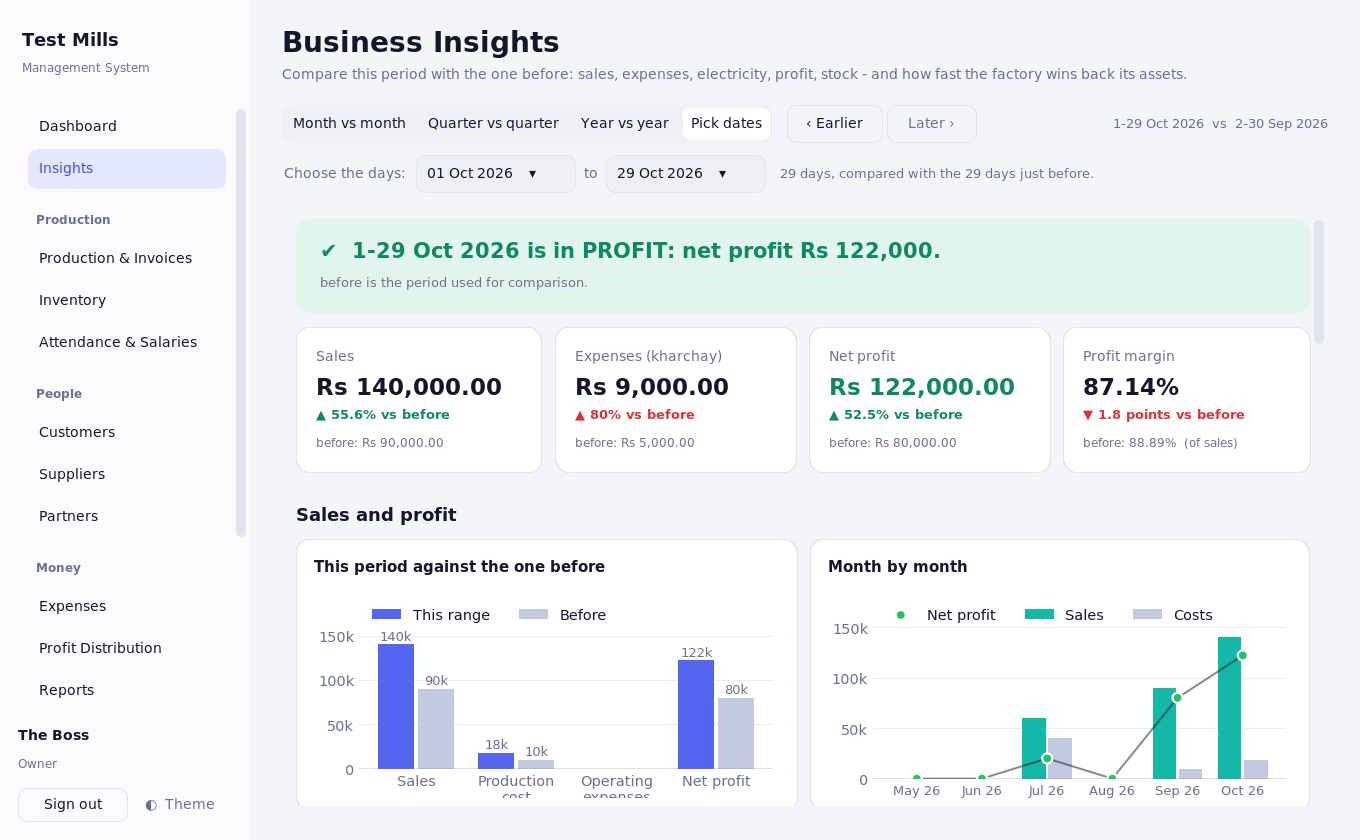 Test Mills
Management System
Dashboard
Insights
Production
Production & Invoices
Inventory
Attendance & Salaries
People
Customers
Suppliers
Partners
Money
Expenses
Profit Distribution
Reports
The Boss
Owner
Sign out
◐ Theme
Business Insights
Compare this period with the one before: sales, expenses, electricity, profit, stock - and how fast the factory wins back its assets.
Month vs month Quarter vs quarter Year vs year Pick dates ‹ Earlier Later › 1-29 Oct 2026 vs 2-30 Sep 2026
Choose the days: 01 Oct 2026 ▾ to 29 Oct 2026 ▾ 29 days, compared with the 29 days just before.
✔ 1-29 Oct 2026 is in PROFIT: net profit Rs 122,000.
before is the period used for comparison.
Sales
Rs 140,000.00
▲ 55.6% vs before
before: Rs 90,000.00
Expenses (kharchay)
Rs 9,000.00
▲ 80% vs before
before: Rs 5,000.00
Net profit
Rs 122,000.00
▲ 52.5% vs before
before: Rs 80,000.00
Profit margin
87.14%
▼ 1.8 points vs before
before: 88.89% (of sales)
Sales and profit
This period against the one before
This range Before
150k
100k
50k
0
140k
90k
18k
10k
122k
80k
Sales
Production cost
Operating expenses
Net profit
Month by month
Net profit Sales Costs
150k
100k
50k
0
May 26 Jun 26 Jul 26 Aug 26 Sep 26 Oct 26